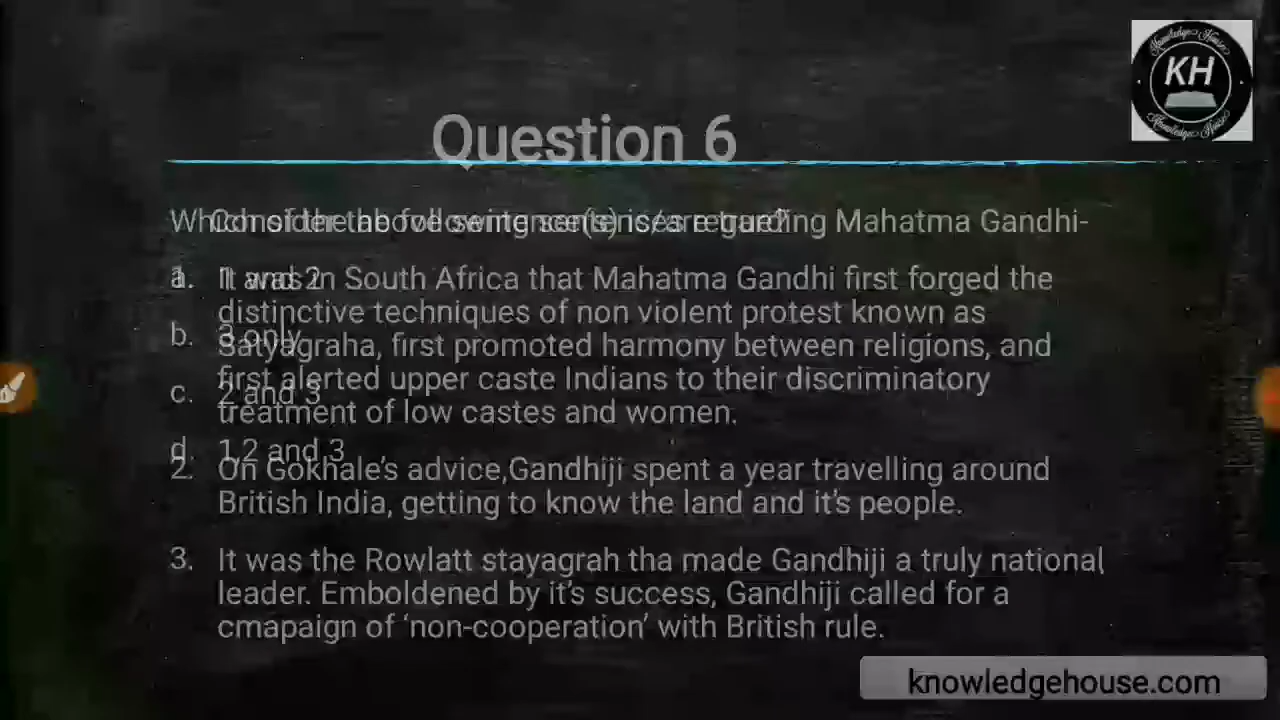 KH
Knowledge House
Knowledge House
Question 6
Consider the following sentenses regarding Mahatma Gandhi-
Which of the above sentence(s) is/are true?
1. It was in South Africa that Mahatma Gandhi first forged the
distinctive techniques of non violent protest known as
Satyagraha, first promoted harmony between religions, and
first alerted upper caste Indians to their discriminatory
treatment of low castes and women.
2. On Gokhale's advice,Gandhiji spent a year travelling around
British India, getting to know the land and it's people.
3. It was the Rowlatt stayagrah tha made Gandhiji a truly national
leader. Emboldened by it's success, Gandhiji called for a
cmapaign of 'non-cooperation' with British rule.
a. 1 and 2
b. 3 only
c. 2 and 3
d. 1,2 and 3
knowledgehouse.com